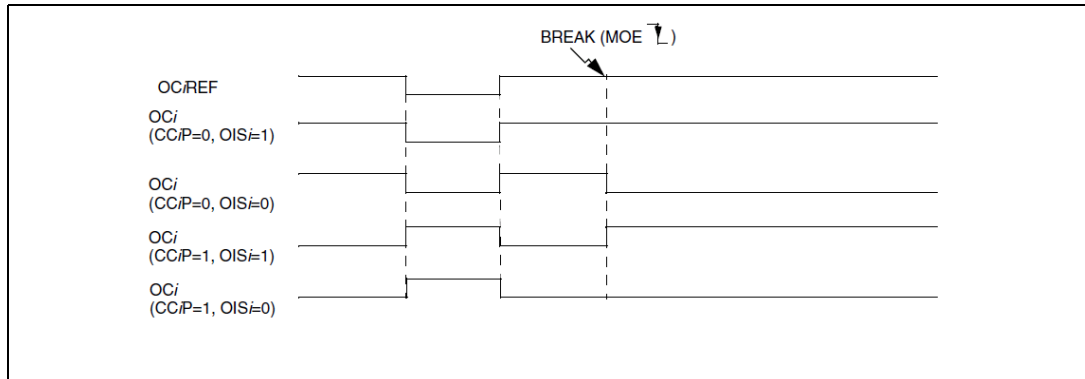 BREAK (MOE )
OCiREF
OCi
(CCiP=0, OISi=1)
OCi
(CCiP=0, OISi=0)
OCi
(CCiP=1, OISi=1)
OCi
(CCiP=1, OISi=0)